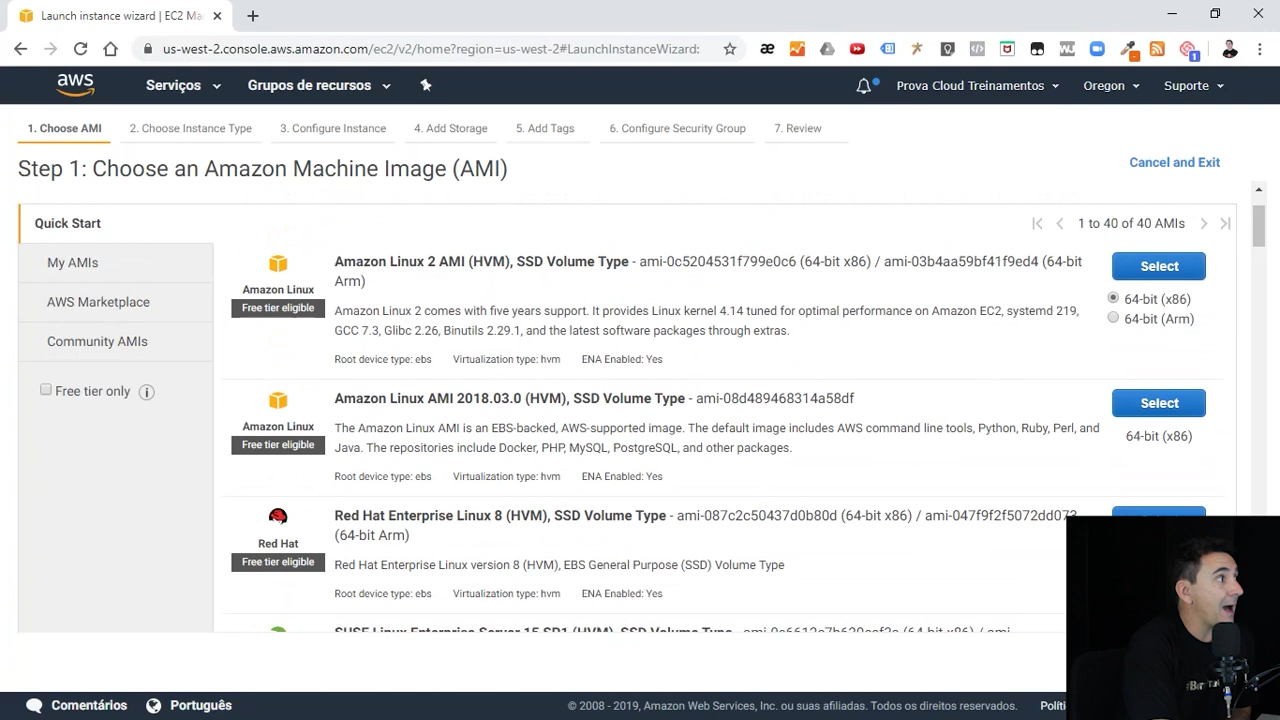 Launch instance wizard | EC2 Ma
us-west-2.console.aws.amazon.com/ec2/v2/home?region=us-west-2#LaunchInstanceWizard:
aws
Serviços
Grupos de recursos
Prova Cloud Treinamentos
Oregon
Suporte
1. Choose AMI
2. Choose Instance Type
3. Configure Instance
4. Add Storage
5. Add Tags
6. Configure Security Group
7. Review
Step 1: Choose an Amazon Machine Image (AMI)
Cancel and Exit
Quick Start
My AMIs
AWS Marketplace
Community AMIs
Free tier only
1 to 40 of 40 AMIs
Amazon Linux
Free tier eligible
Amazon Linux 2 AMI (HVM), SSD Volume Type - ami-0c5204531f799e0c6 (64-bit x86) / ami-03b4aa59bf41f9ed4 (64-bit
Arm)
Amazon Linux 2 comes with five years support. It provides Linux kernel 4.14 tuned for optimal performance on Amazon EC2, systemd 219,
GCC 7.3, Glibc 2.26, Binutils 2.29.1, and the latest software packages through extras.
Root device type: ebs Virtualization type: hvm ENA Enabled: Yes
Select
64-bit (x86)
64-bit (Arm)
Amazon Linux
Free tier eligible
Amazon Linux AMI 2018.03.0 (HVM), SSD Volume Type - ami-08d489468314a58df
The Amazon Linux AMI is an EBS-backed, AWS-supported image. The default image includes AWS command line tools, Python, Ruby, Perl, and
Java. The repositories include Docker, PHP, MySQL, PostgreSQL, and other packages.
Root device type: ebs Virtualization type: hvm ENA Enabled: Yes
Select
64-bit (x86)
Red Hat
Free tier eligible
Red Hat Enterprise Linux 8 (HVM), SSD Volume Type - ami-087c2c50437d0b80d (64-bit x86) / ami-047f9f2f5072dd073
(64-bit Arm)
Red Hat Enterprise Linux version 8 (HVM), EBS General Purpose (SSD) Volume Type
Root device type: ebs Virtualization type: hvm ENA Enabled: Yes
SUSE Linux Enterprise Server 15 SP1 (HVM), SSD Volume Type
Comentários
Português
© 2008 - 2019, Amazon Web Services, Inc. ou suas afiliadas. Todos os direitos reservados.